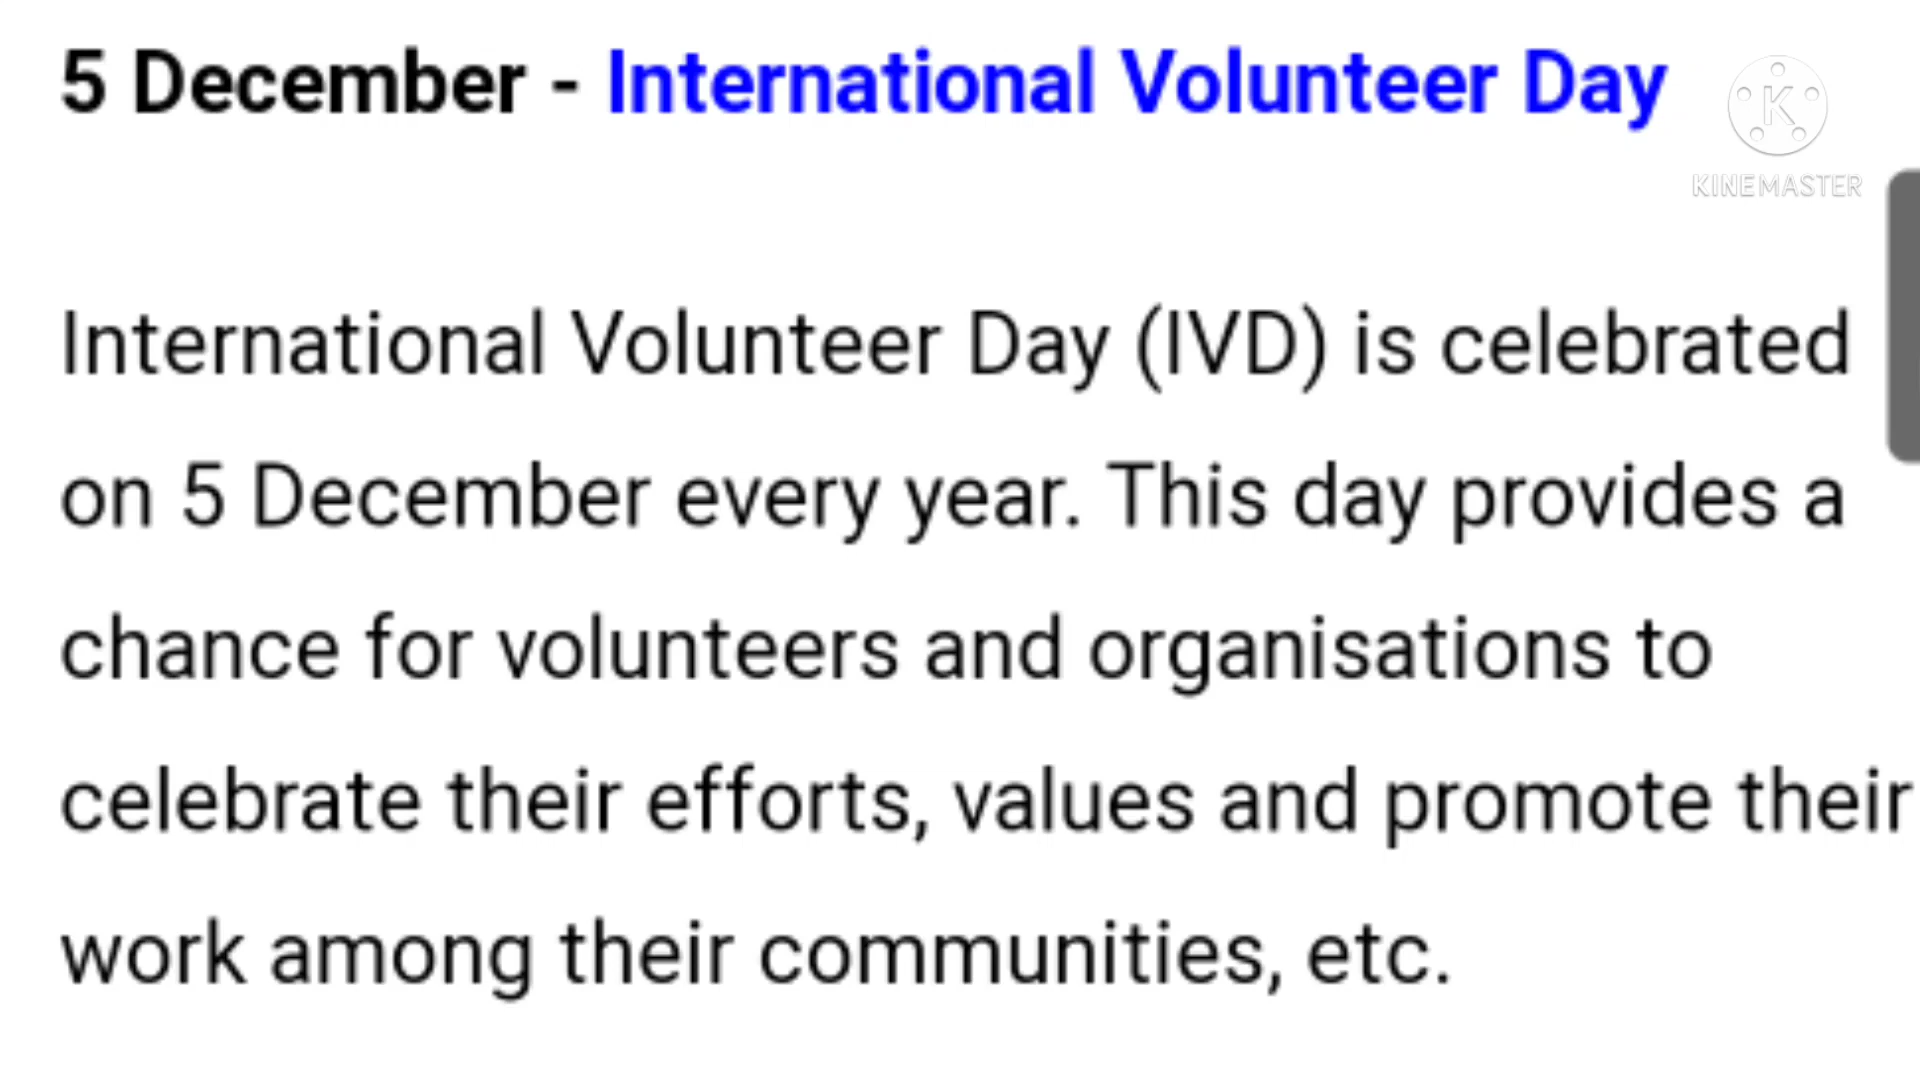 5 December - International Volunteer Day
K
KINEMASTER
International Volunteer Day (IVD) is celebrated
on 5 December every year. This day provides a
chance for volunteers and organisations to
celebrate their efforts, values and promote their
work among their communities, etc.